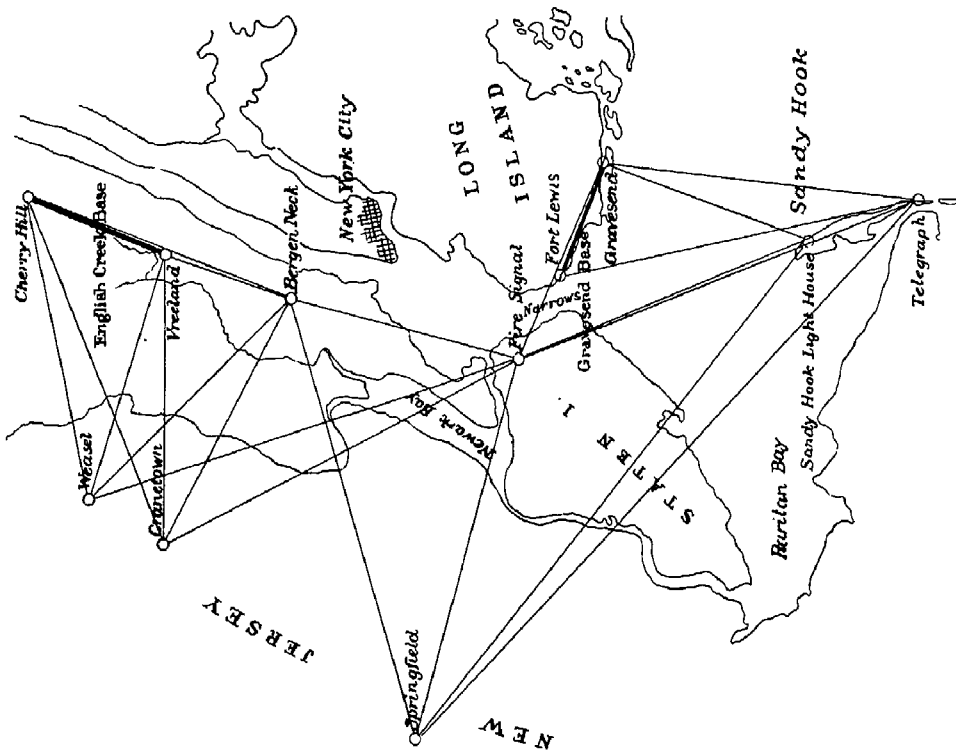 Cherry Hill
English Creek Base
Vreeland
Bergen Neck
New York City
LONG
ISLAND
Fort Lewis
Gravesend
Gravesend Base
Narrows
Fire Signal
Sandy Hook
Sandy Hook Light House
Telegraph
Weasel
Cranetown
Newark Bay
STATEN
I.
Raritan Bay
Springfield
NEW
JERSEY